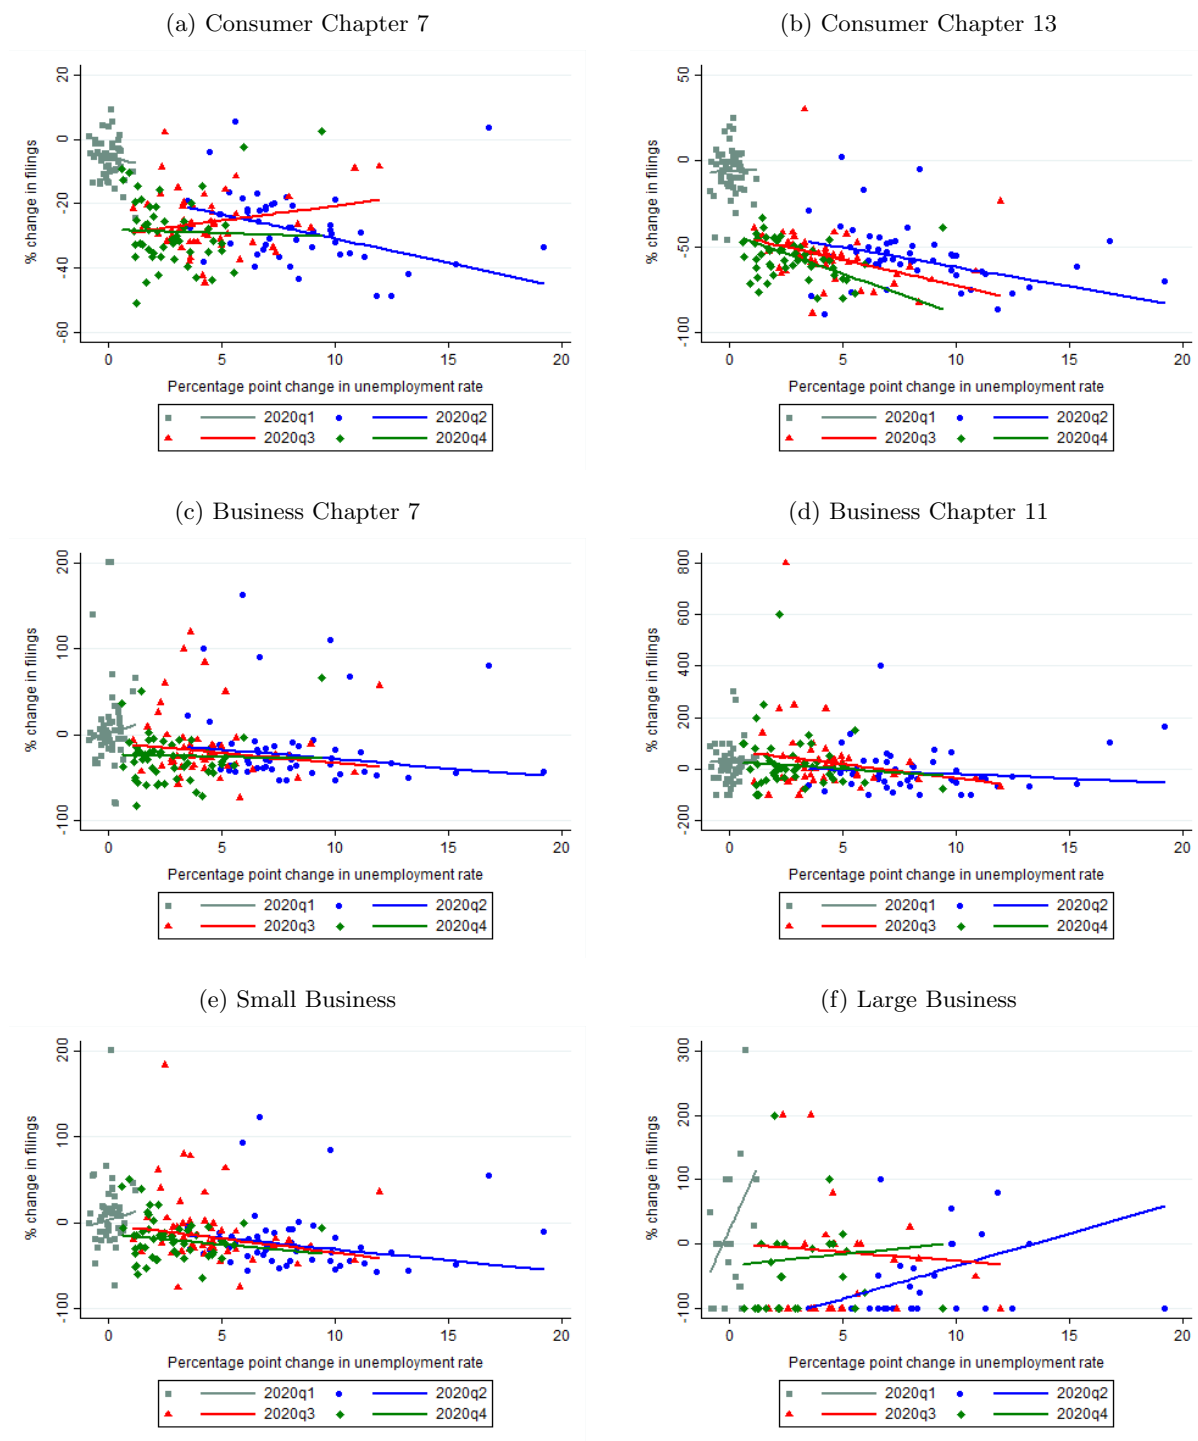 (a) Consumer Chapter 7
20
0
-20
-40
-60
% change in filings
0 5 10 15 20
Percentage point change in unemployment rate
2020q1 2020q2
2020q3 2020q4
(b) Consumer Chapter 13
50
0
-50
-100
% change in filings
0 5 10 15 20
Percentage point change in unemployment rate
2020q1 2020q2
2020q3 2020q4
(c) Business Chapter 7
200
100
0
-100
% change in filings
0 5 10 15 20
Percentage point change in unemployment rate
2020q1 2020q2
2020q3 2020q4
(d) Business Chapter 11
800
600
400
200
0
-200
% change in filings
0 5 10 15 20
Percentage point change in unemployment rate
2020q1 2020q2
2020q3 2020q4
(e) Small Business
200
100
0
-100
% change in filings
0 5 10 15 20
Percentage point change in unemployment rate
2020q1 2020q2
2020q3 2020q4
(f) Large Business
300
200
100
0
-100
% change in filings
0 5 10 15 20
Percentage point change in unemployment rate
2020q1 2020q2
2020q3 2020q4